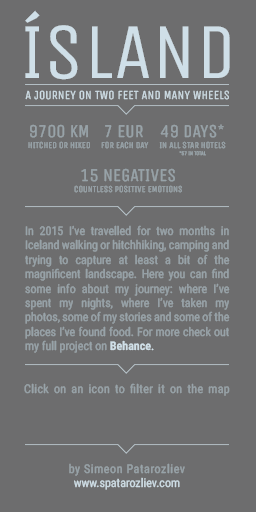 ÍSLAND
A JOURNEY ON TWO FEET AND MANY WHEELS
9700 KM 7 EUR 49 DAYS*
HITCHED OR HIKED FOR EACH DAY IN ALL STAR HOTELS
*57 IN TOTAL
15 NEGATIVES
COUNTLESS POSITIVE EMOTIONS
In 2015 I've travelled for two months in
Iceland walking or hitchhiking, camping and
trying to capture at least a bit of the
magnificent landscape. Here you can find
some info about my journey: where I've
spent my nights, where I've taken my
photos, some of my stories and some of the
places I've found food. For more check out
my full project on Behance.
Click on an icon to filter it on the map
by Simeon Patarozliev
www.spatarozliev.com